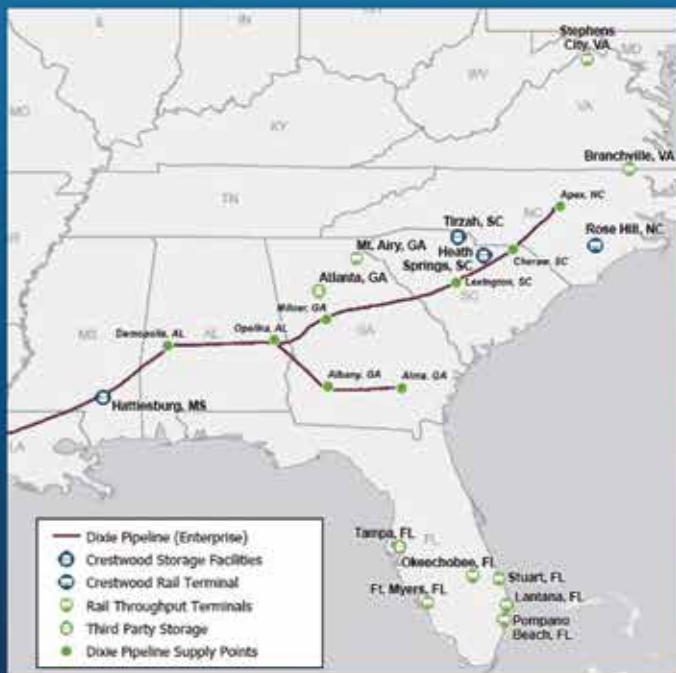 IL
IN
OH
Stephens
City, VA
MD
WV
MO
VA
KY
Branchville, VA
TN
Apex, NC
NC
Tirzah, SC
Rose Hill, NC
Mt. Airy, GA
Heath
Springs, SC
Cheraw, SC
Atlanta, GA
Lexington, SC
SC
Milner, GA
MS
Demopolis, AL
AL
Opelika, AL
GA
Albany, GA
Alma, GA
Hattiesburg, MS
LA
Tampa, FL
FL
Okeechobee, FL
Stuart, FL
Ft. Myers, FL
Lantana, FL
Pompano
Beach, FL
Dixie Pipeline (Enterprise)
Crestwood Storage Facilities
Crestwood Rail Terminal
Rail Throughput Terminals
Third Party Storage
Dixie Pipeline Supply Points